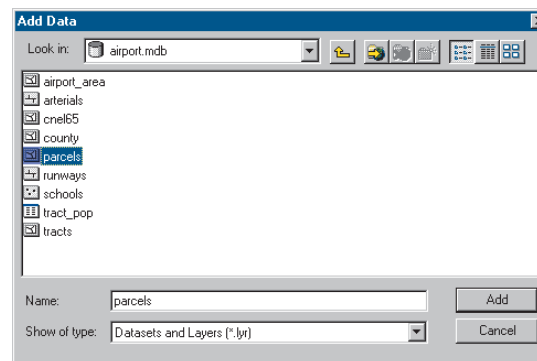 Add Data
Look in: airport.mdb
airport_area
arterials
cnel65
county
parcels
runways
schools
tract_pop
tracts
Name: parcels Add
Show of type: Datasets and Layers (*.lyr) Cancel